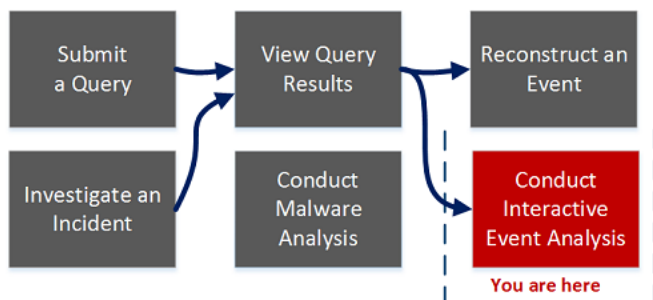 Submit
a Query
View Query
Results
Reconstruct an
Event
Investigate an
Incident
Conduct
Malware
Analysis
Conduct
Interactive
Event Analysis
You are here